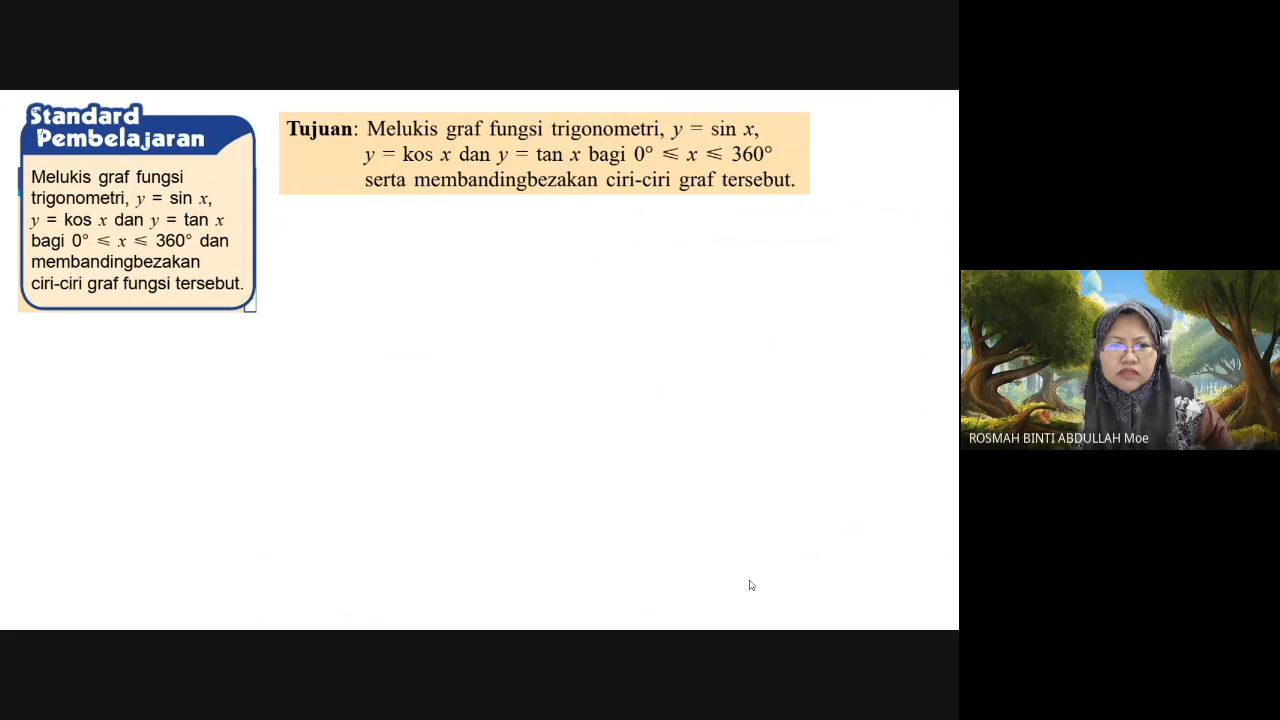 Standard
Pembelajaran
Melukis graf fungsi
trigonometri, y = sin x,
y = kos x dan y = tan x
bagi 0° ⩽ x ⩽ 360° dan
membandingbezakan
ciri-ciri graf fungsi tersebut.
Tujuan: Melukis graf fungsi trigonometri, y = sin x,
y = kos x dan y = tan x bagi 0° ⩽ x ⩽ 360°
serta membandingbezakan ciri-ciri graf tersebut.
ROSMAH BINTI ABDULLAH Moe